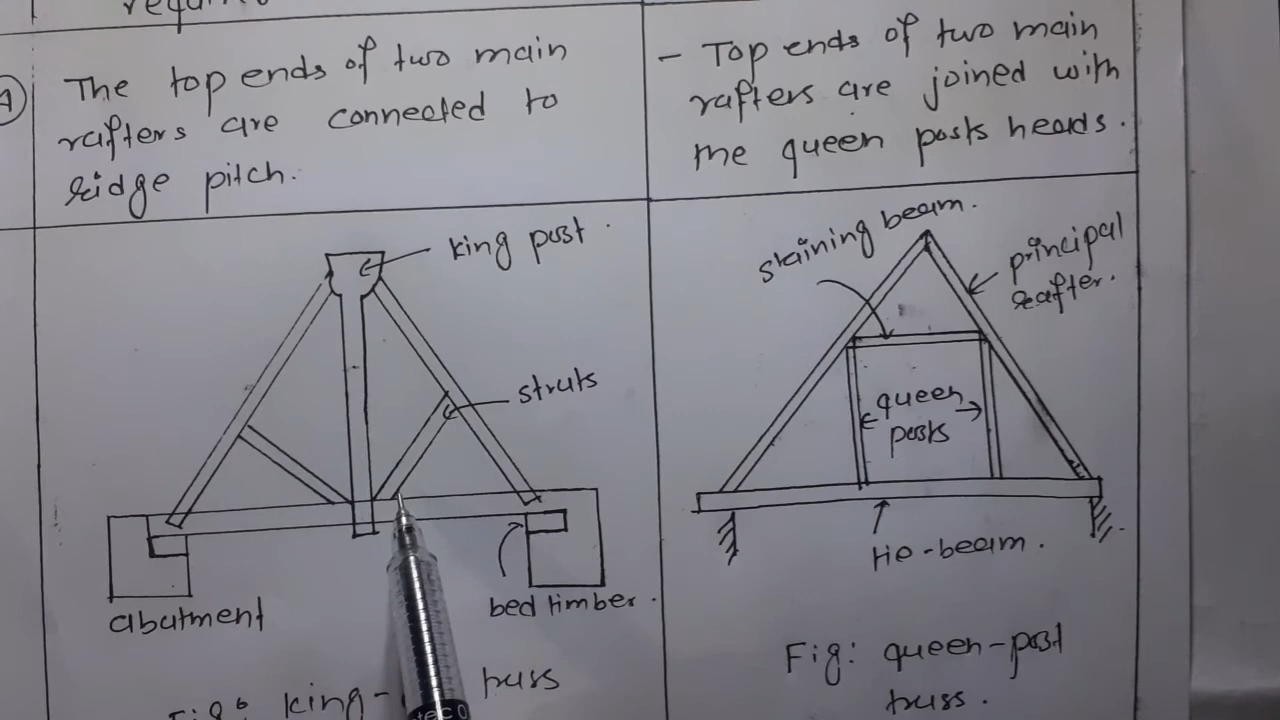 The top ends of two main
rafters are connected to
ridge pitch.
- Top ends of two main
rafters are joined with
the queen posts heads.
king post
struts
abutment
bed timber.
king- truss
staining beam.
principal
rafter.
queen
posts
tie-beam.
Fig: queen-post
truss.